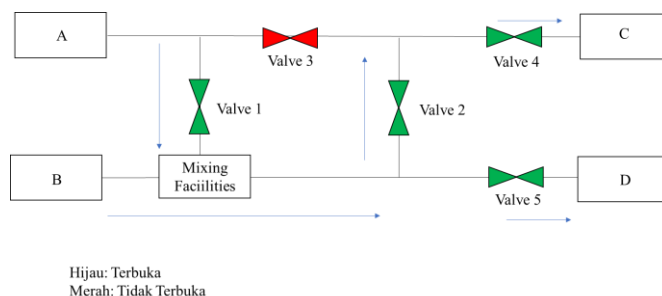 A
C
Valve 3
Valve 4
Valve 1
Valve 2
B
Mixing
Faciilities
D
Valve 5
Hijau: Terbuka
Merah: Tidak Terbuka